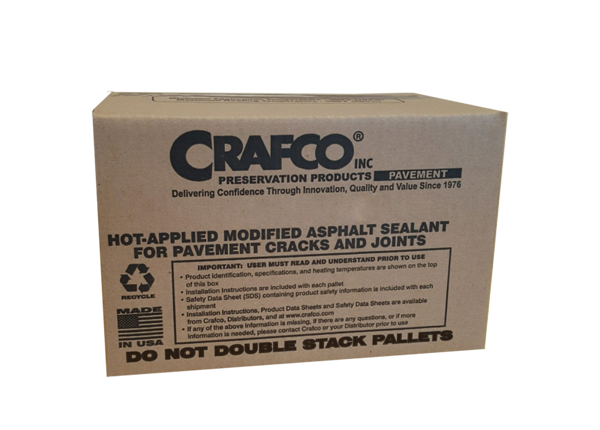 CRAFCO® INC
PRESERVATION PRODUCTS PAVEMENT
Delivering Confidence Through Innovation, Quality and Value Since 1976
HOT-APPLIED MODIFIED ASPHALT SEALANT
FOR PAVEMENT CRACKS AND JOINTS
IMPORTANT: USER MUST READ AND UNDERSTAND PRIOR TO USE
• Product identification, specifications, and heating temperatures are shown on the top
of this box
• Installation Instructions are included with each pallet
• Safety Data Sheet (SDS) containing product safety information is included with each
shipment
• Installation Instructions, Product Data Sheets and Safety Data Sheets are available
from Crafco, Distributors, and at www.crafco.com
• If any of the above information is missing, if there are any questions, or if more
information is needed, please contact Crafco or your Distributor prior to use
RECYCLE
MADE
IN USA
DO NOT DOUBLE STACK PALLETS